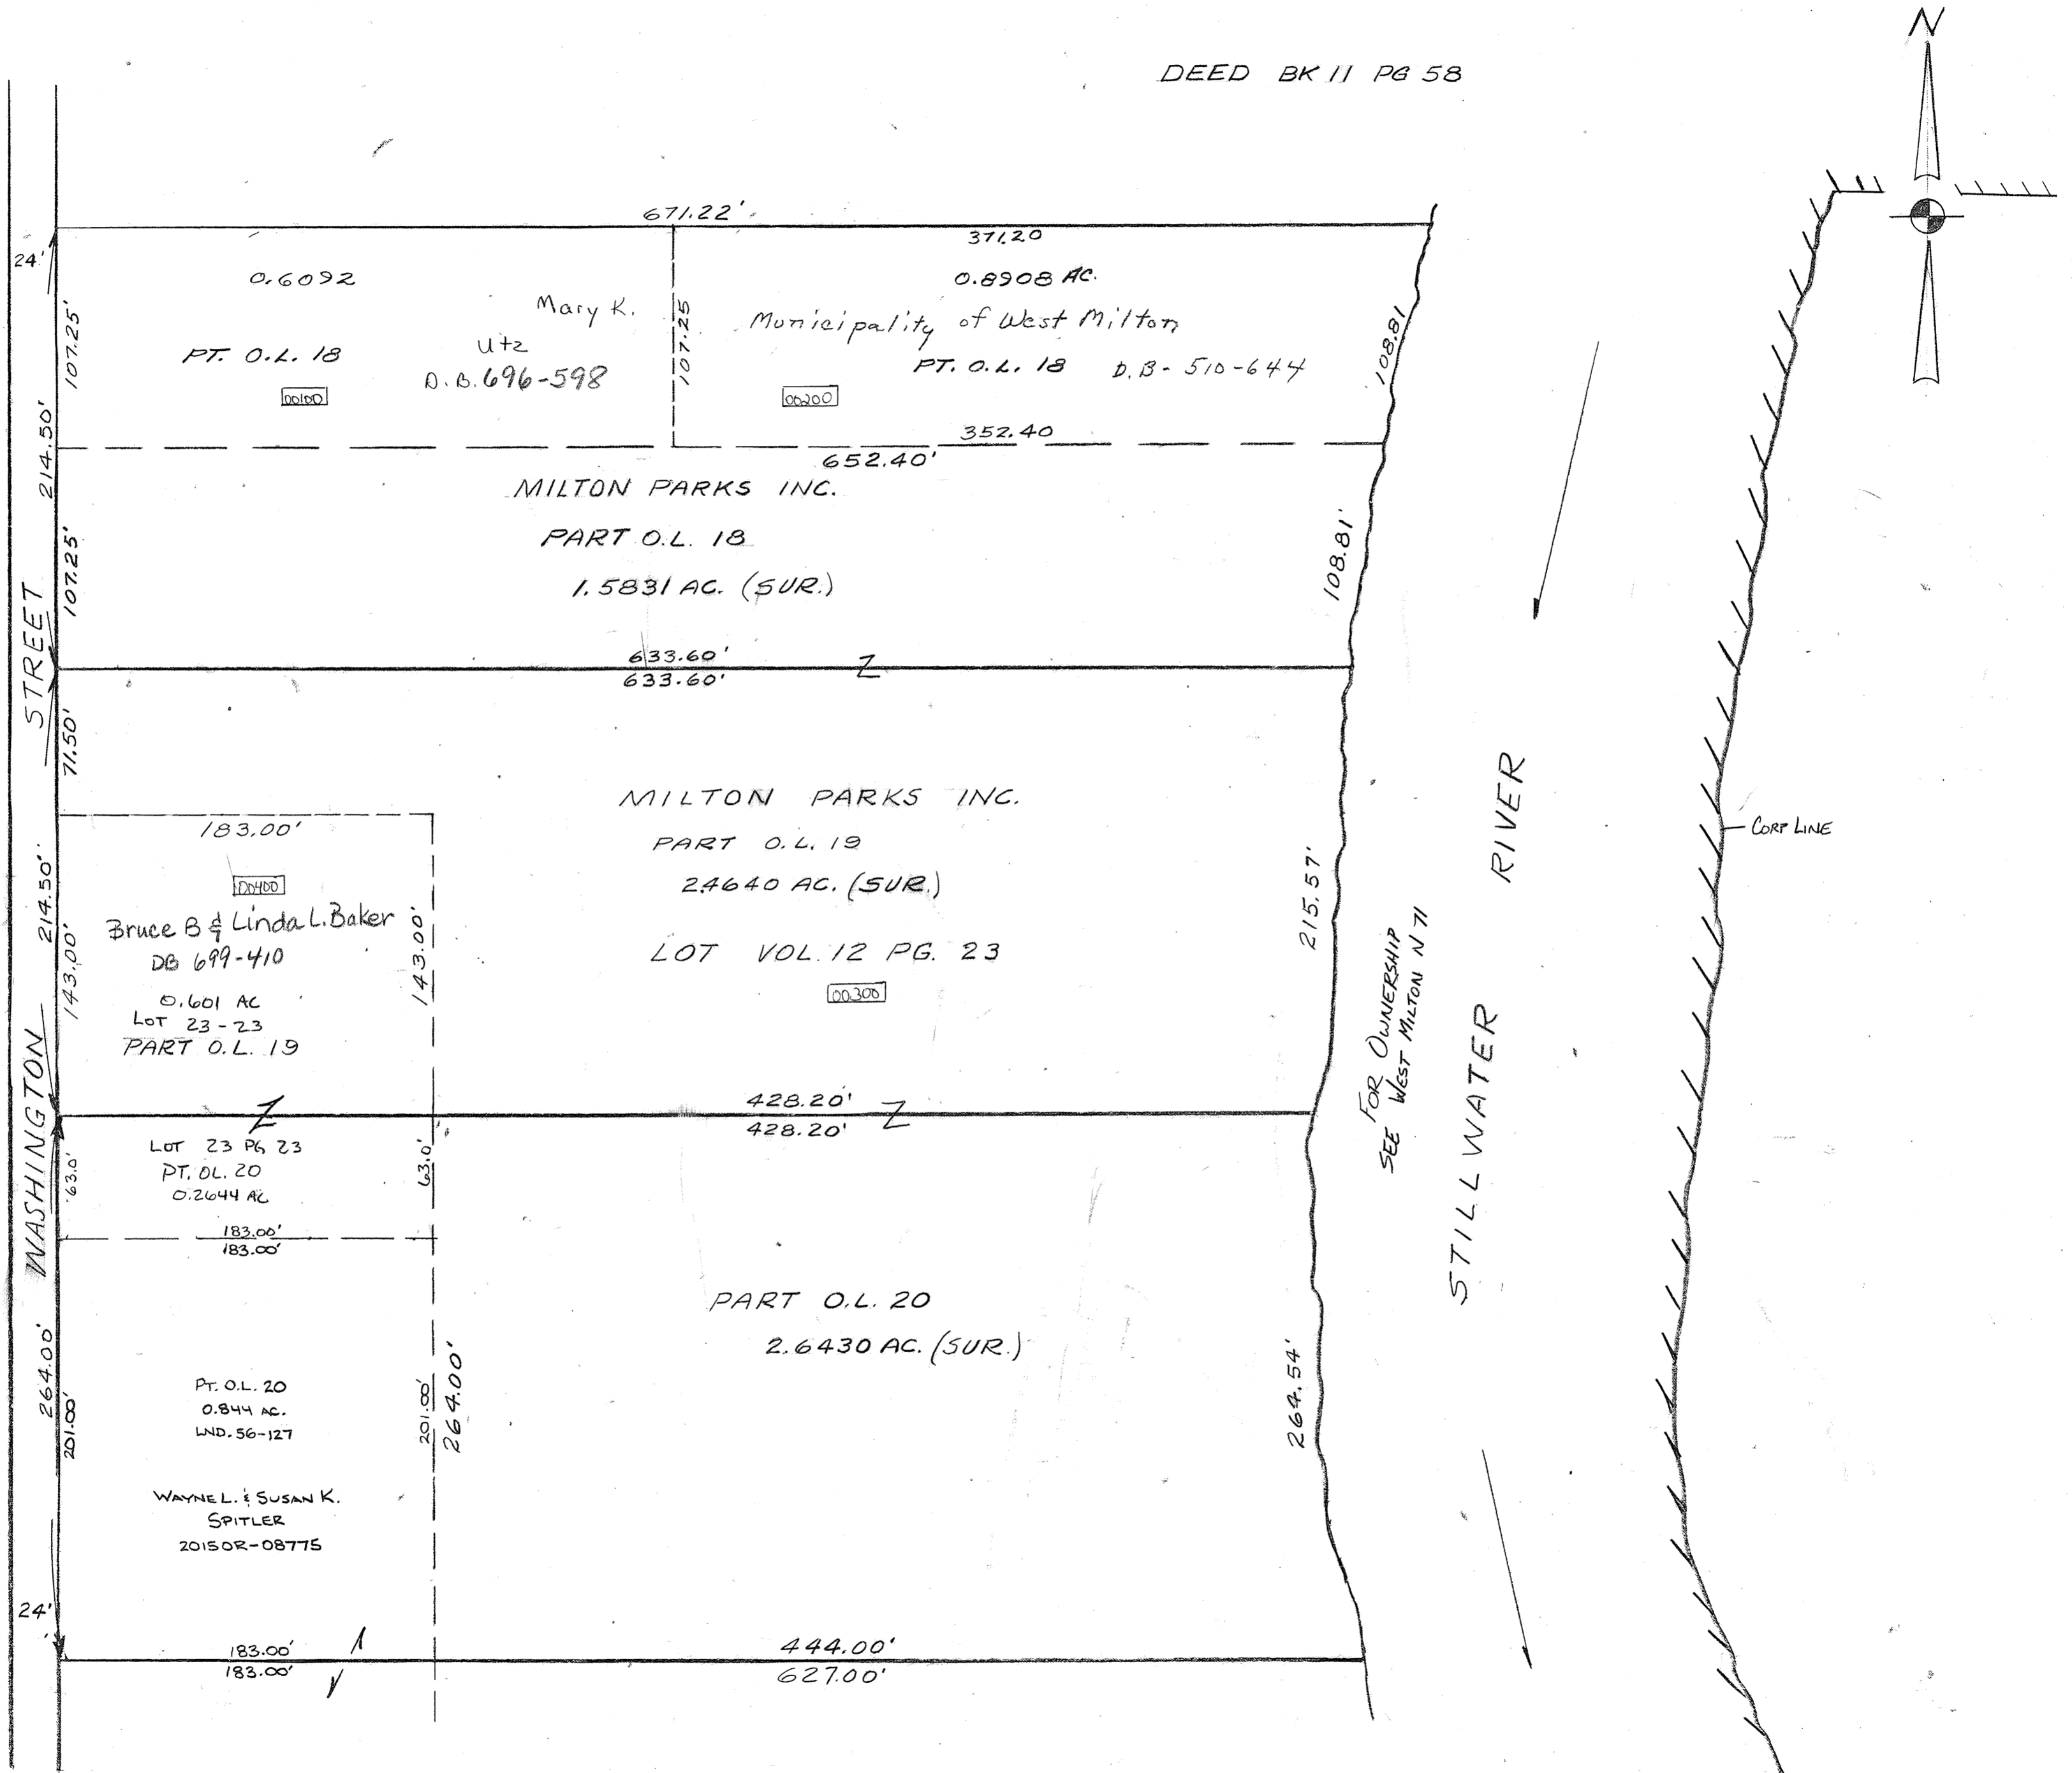 N
DEED BK 11 PG 58
671.22'
371.20
24'
0.6092
0.8908 AC.
Mary K.
Utz
D.B. 696-598
PT. O.L. 18
00100
107.25'
107.25
Municipality of West Milton
PT. O.L. 18 D.B- 510-644
00200
108.81
214.50'
352.40
652.40'
MILTON PARKS INC.
PART O.L. 18
1.5831 AC. (SUR.)
107.25'
108.81'
633.60'
Z
633.60'
STREET
71.50'
MILTON PARKS INC.
PART O.L. 19
2.4640 AC. (SUR.)
LOT VOL. 12 PG. 23
00300
183.00'
00400
Bruce B & Linda L. Baker
DB 699-410
0.601 AC
LOT 23-23
PART O.L. 19
214.50'
143.00'
143.00'
215.57'
RIVER
CORP LINE
FOR OWNERSHIP
SEE WEST MILTON N 71
STILLWATER
WASHINGTON
Z
428.20'
Z
428.20'
LOT 23 PG 23
PT. OL. 20
0.2644 AC
63.0'
63.0'
183.00'
183.00'
PART O.L. 20
2.6430 AC. (SUR.)
264.00'
201.00'
201.00'
264.00'
264.54'
PT. O.L. 20
0.844 AC.
LND. 56-127
WAYNE L. & SUSAN K.
SPITLER
2015OR-08775
24'
183.00'
183.00'
444.00'
627.00'